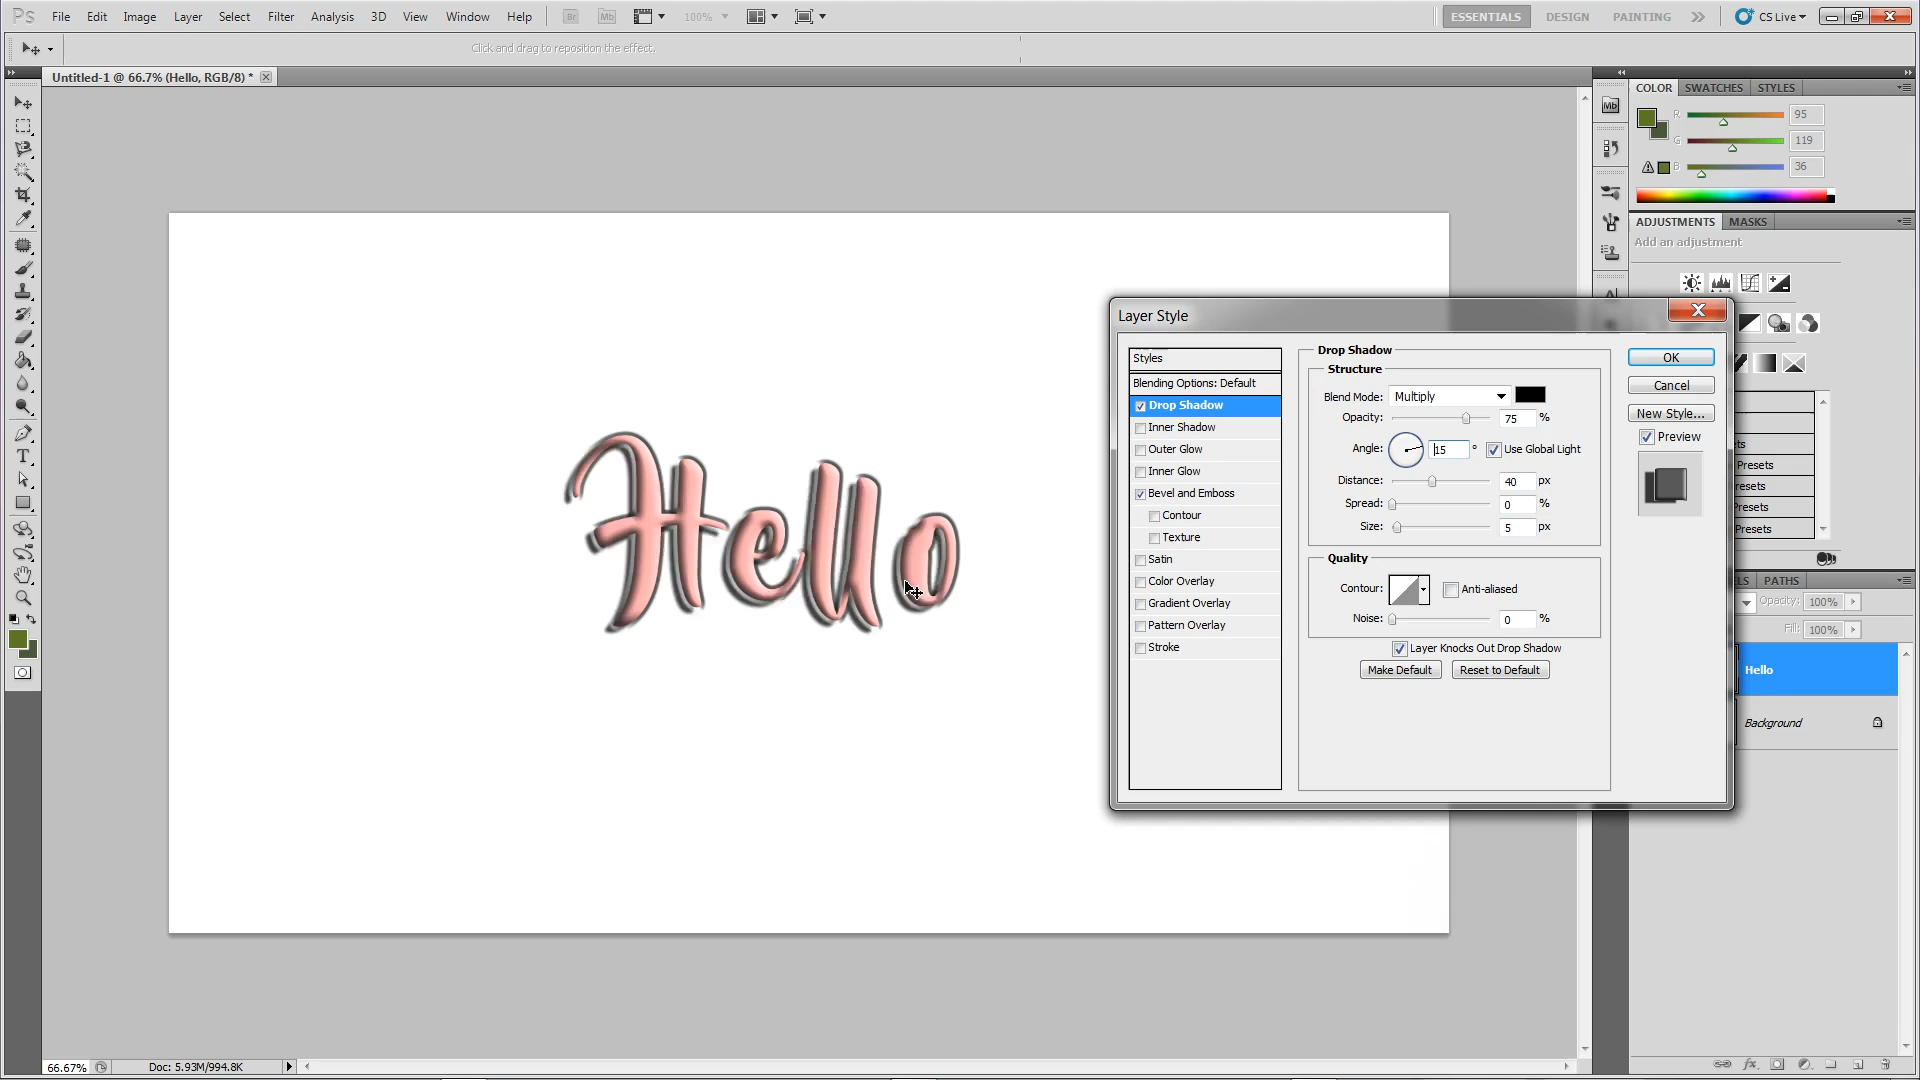 Ps File Edit Image Layer Select Filter Analysis 3D View Window Help Br Mb 100% ESSENTIALS DESIGN PAINTING CS Live
Click and drag to reposition the effect.
Untitled-1 @ 66.7% (Hello, RGB/8) *
COLOR SWATCHES STYLES
Mb
R 95
G 119
B 36
ADJUSTMENTS MASKS
Add an adjustment
Hello
Layer Style
Styles
Blending Options: Default
Drop Shadow
Inner Shadow
Outer Glow
Inner Glow
Bevel and Emboss
Contour
Texture
Satin
Color Overlay
Gradient Overlay
Pattern Overlay
Stroke
Drop Shadow
Structure
Blend Mode: Multiply
Opacity: 75 %
Angle: 15 ° Use Global Light
Distance: 40 px
Spread: 0 %
Size: 5 px
Quality
Contour: Anti-aliased
Noise: 0 %
Layer Knocks Out Drop Shadow
Make Default Reset to Default
OK
Cancel
New Style...
Preview
Presets
Presets
Presets
PATHS
Opacity: 100%
Fill: 100%
Hello
Background
66.67% Doc: 5.93M/994.8K